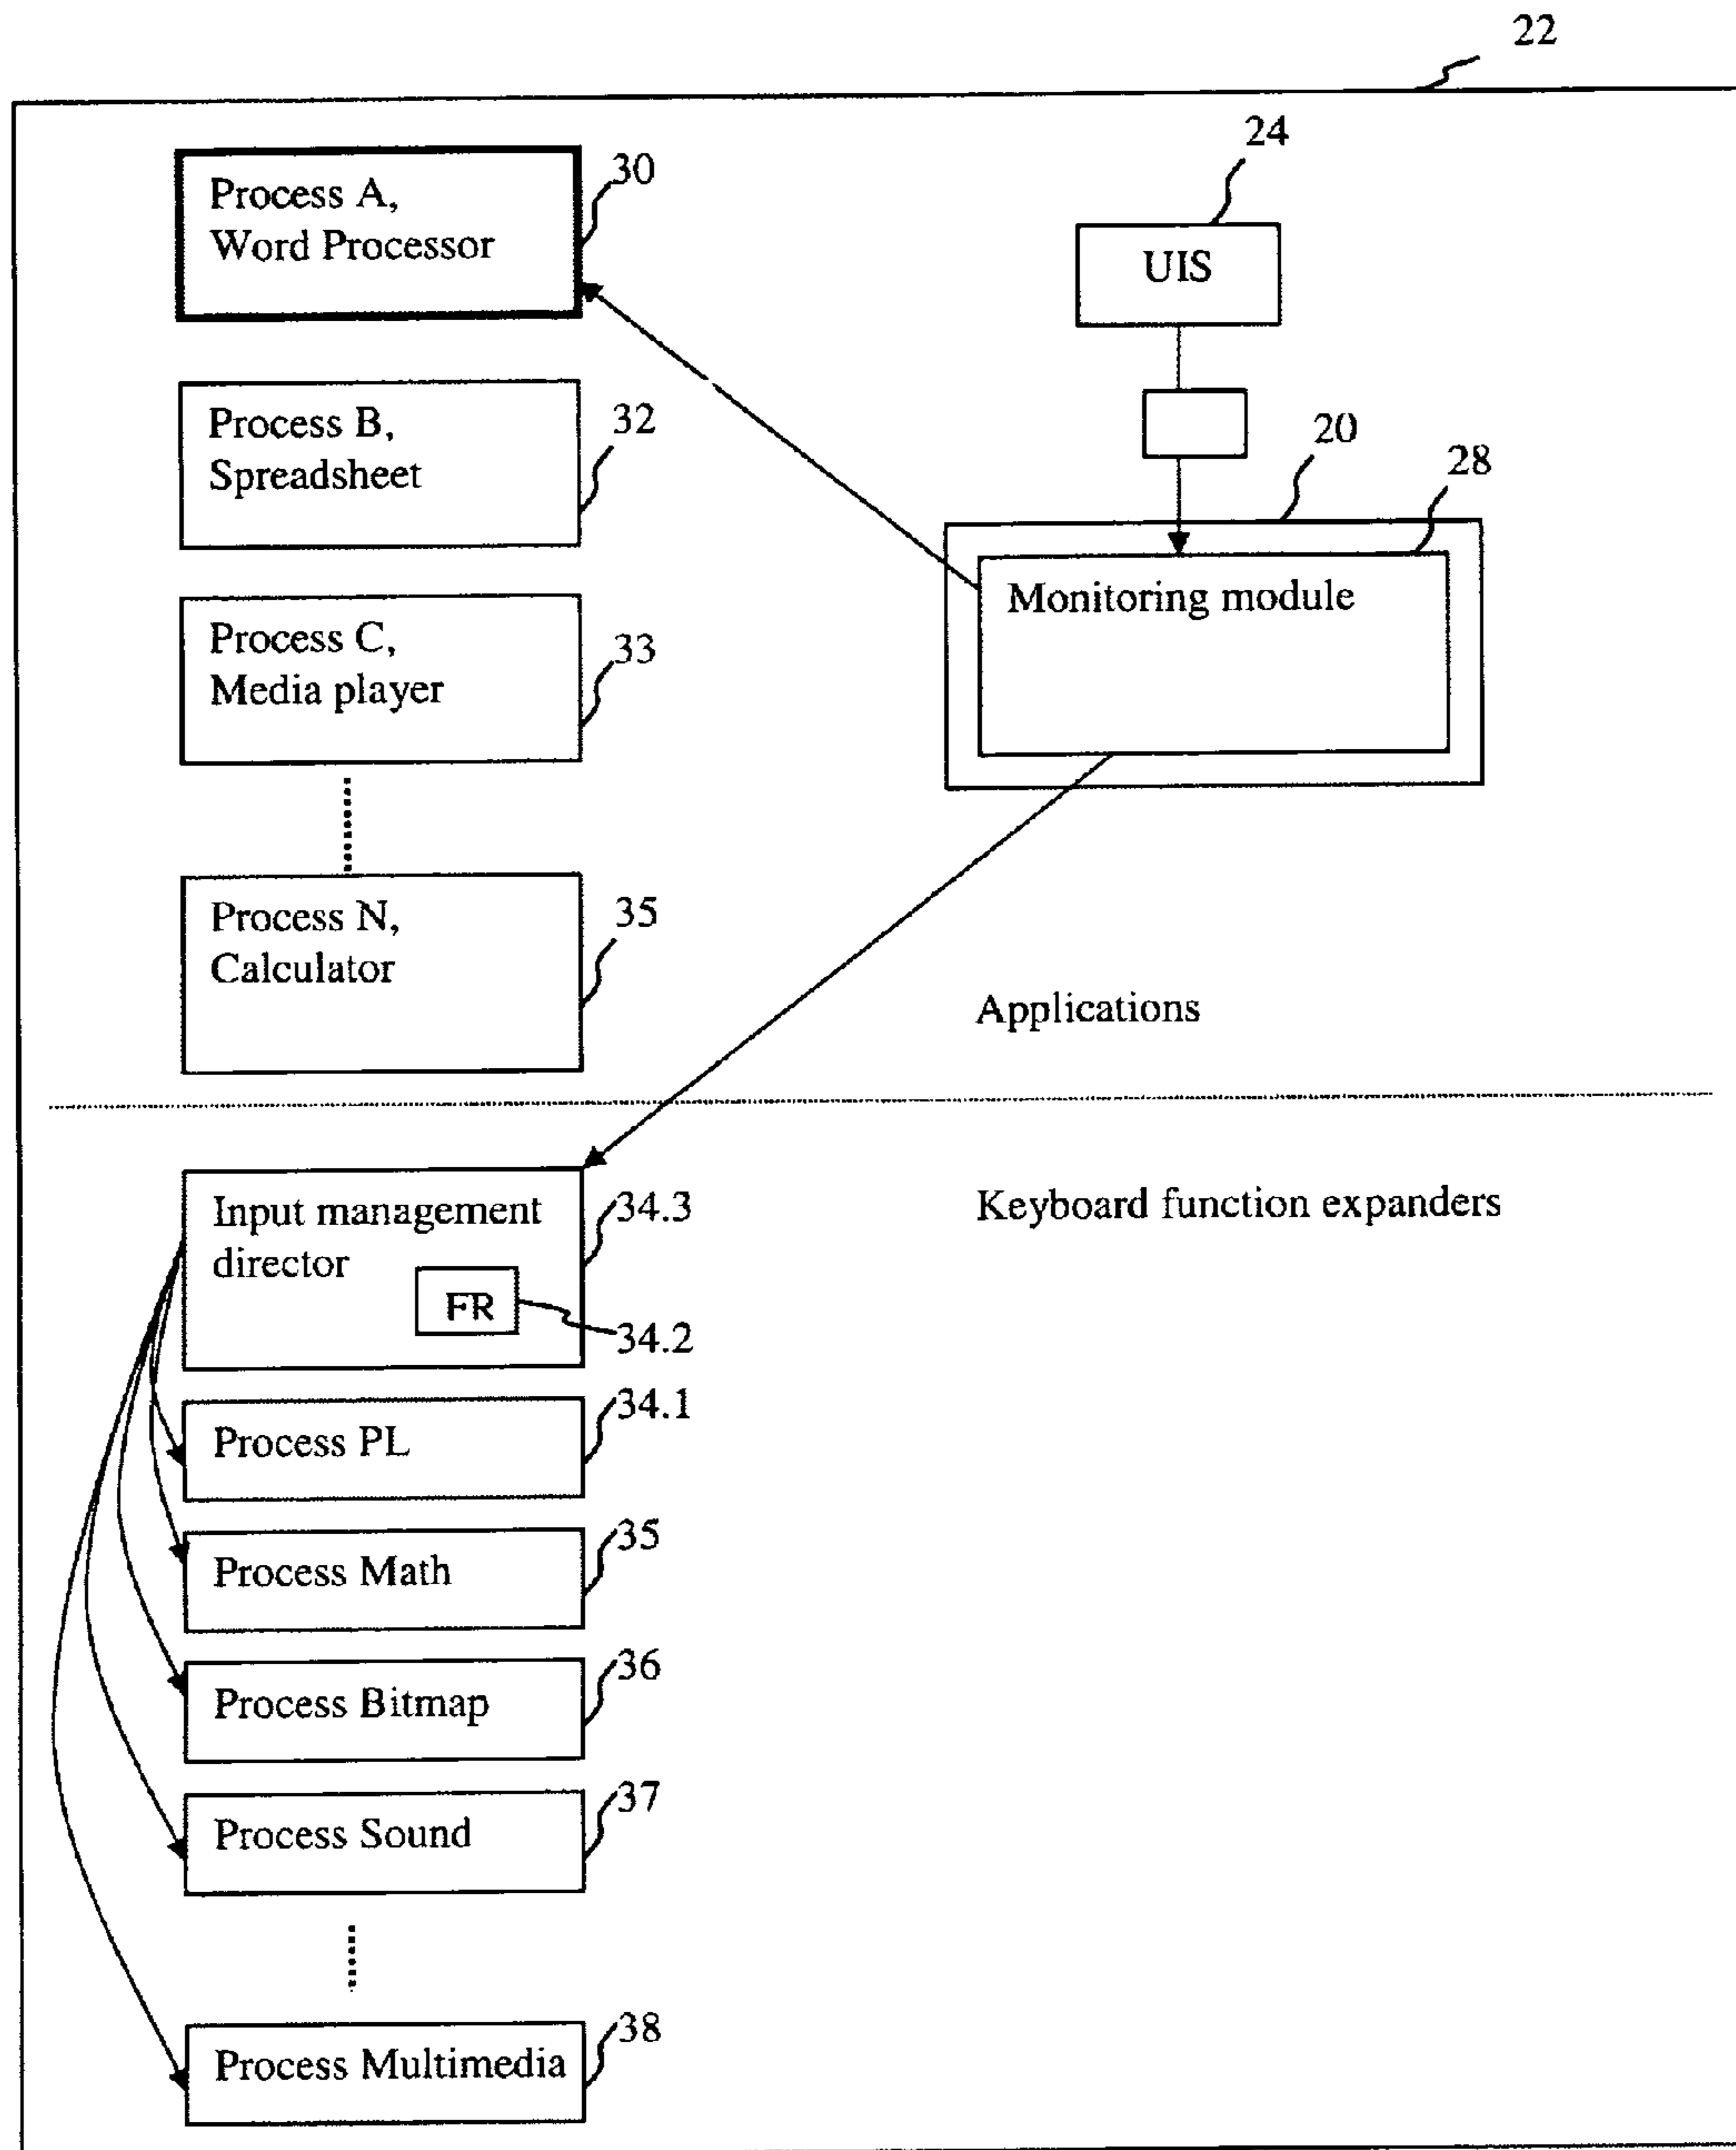 22
24
Process A,
Word Processor
30
UIS
Process B,
Spreadsheet
32
20
28
Monitoring module
Process C,
Media player
33
Process N,
Calculator
35
Applications
Input management
director
34.3
Keyboard function expanders
FR
34.2
Process PL
34.1
Process Math
35
Process Bitmap
36
Process Sound
37
Process Multimedia
38